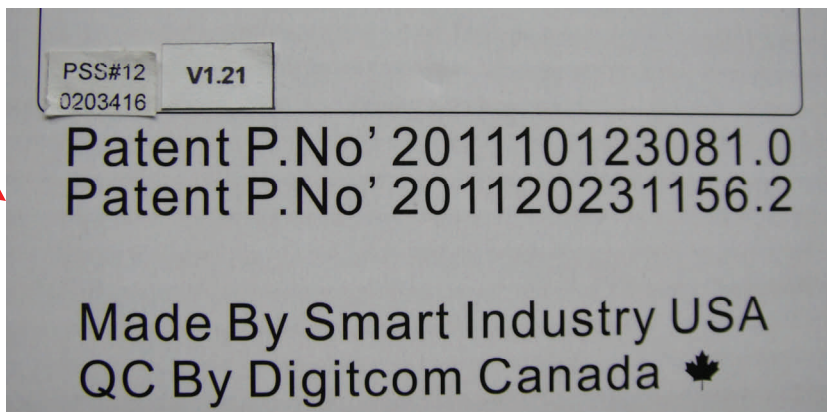 PSS#12
0203416
V1.21
Patent P.No’ 201110123081.0
Patent P.No’ 201120231156.2
Made By Smart Industry USA
QC By Digitcom Canada